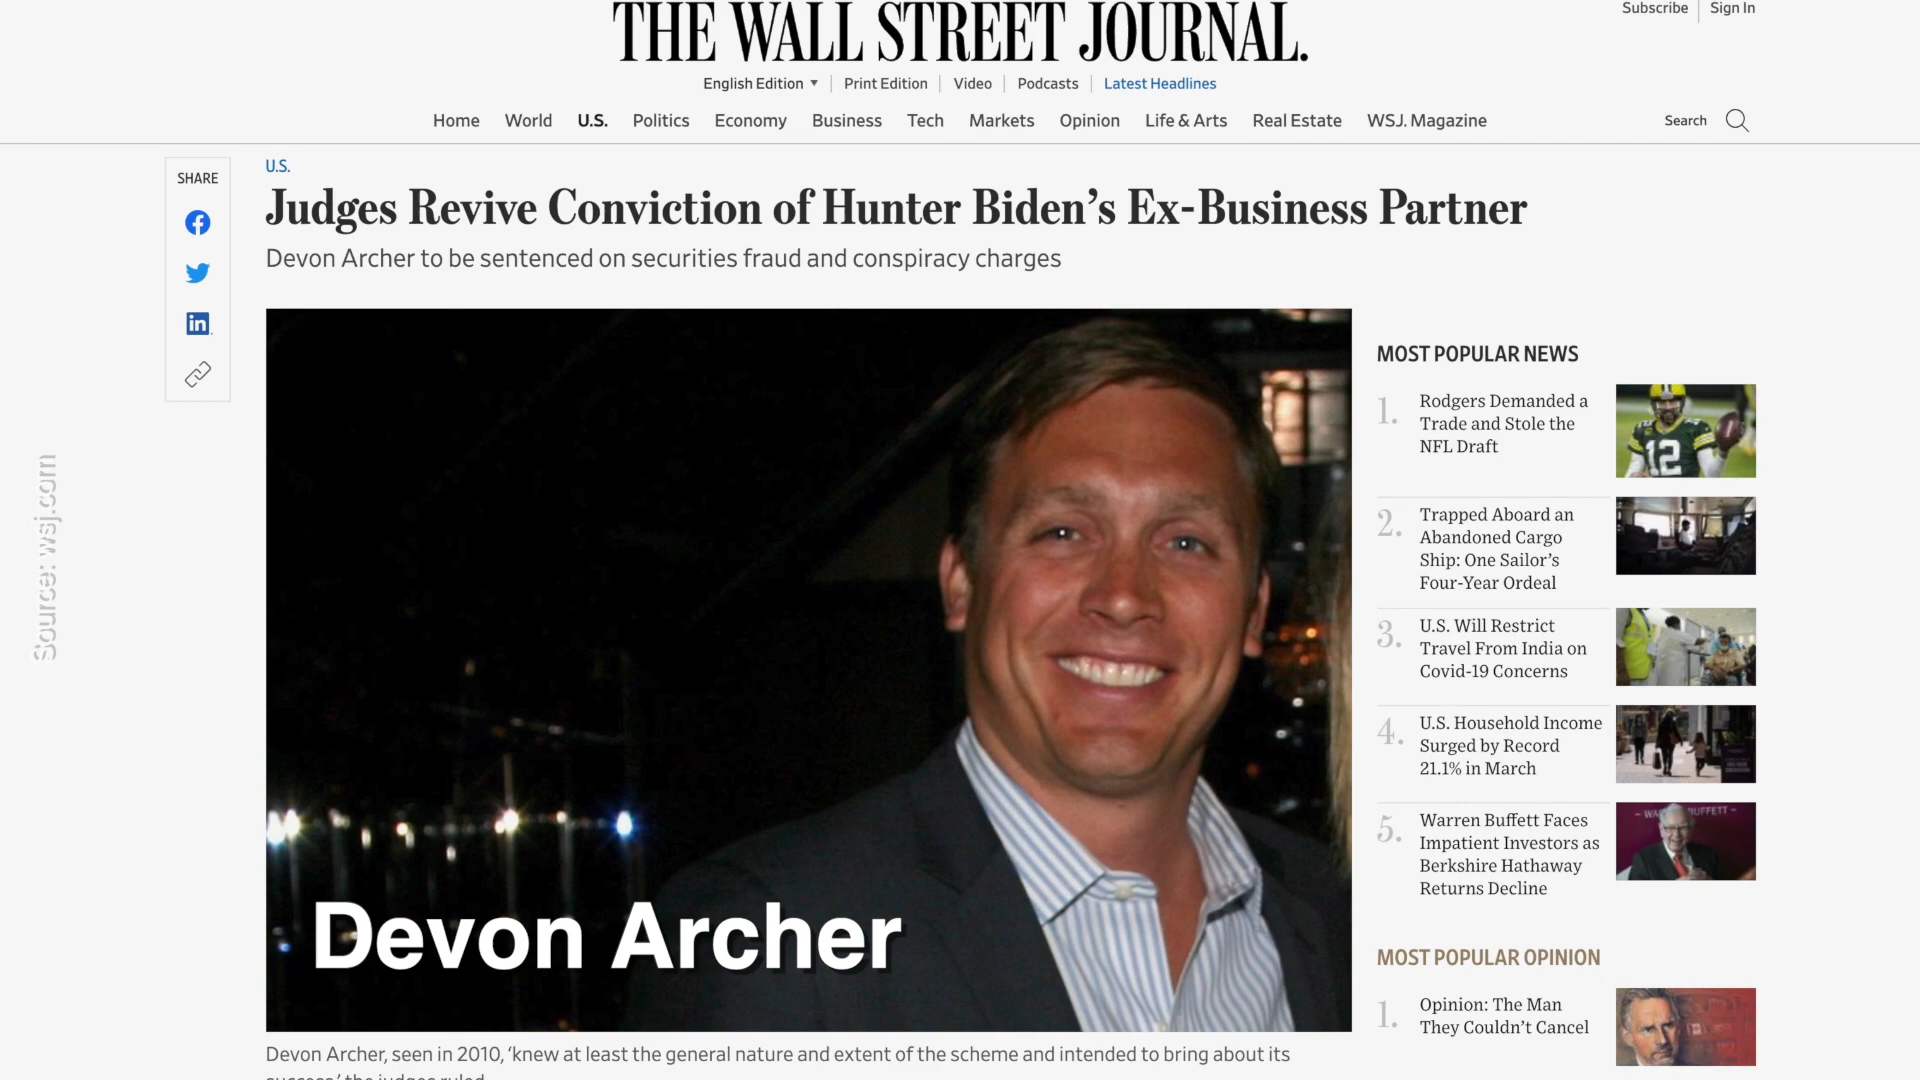 THE WALL STREET JOURNAL.
Subscribe
Sign In
English Edition
Print Edition
Video
Podcasts
Latest Headlines
Home
World
U.S.
Politics
Economy
Business
Tech
Markets
Opinion
Life & Arts
Real Estate
WSJ. Magazine
Search
SHARE
in
U.S.
Judges Revive Conviction of Hunter Biden’s Ex-Business Partner
Devon Archer to be sentenced on securities fraud and conspiracy charges
Source: wsj.com
Devon Archer
Devon Archer, seen in 2010, ‘knew at least the general nature and extent of the scheme and intended to bring about its
success,’ the judges ruled.
MOST POPULAR NEWS
1.
Rodgers Demanded a
Trade and Stole the
NFL Draft
12
2.
Trapped Aboard an
Abandoned Cargo
Ship: One Sailor’s
Four-Year Ordeal
3.
U.S. Will Restrict
Travel From India on
Covid-19 Concerns
4.
U.S. Household Income
Surged by Record
21.1% in March
5.
Warren Buffett Faces
Impatient Investors as
Berkshire Hathaway
Returns Decline
MOST POPULAR OPINION
1.
Opinion: The Man
They Couldn’t Cancel